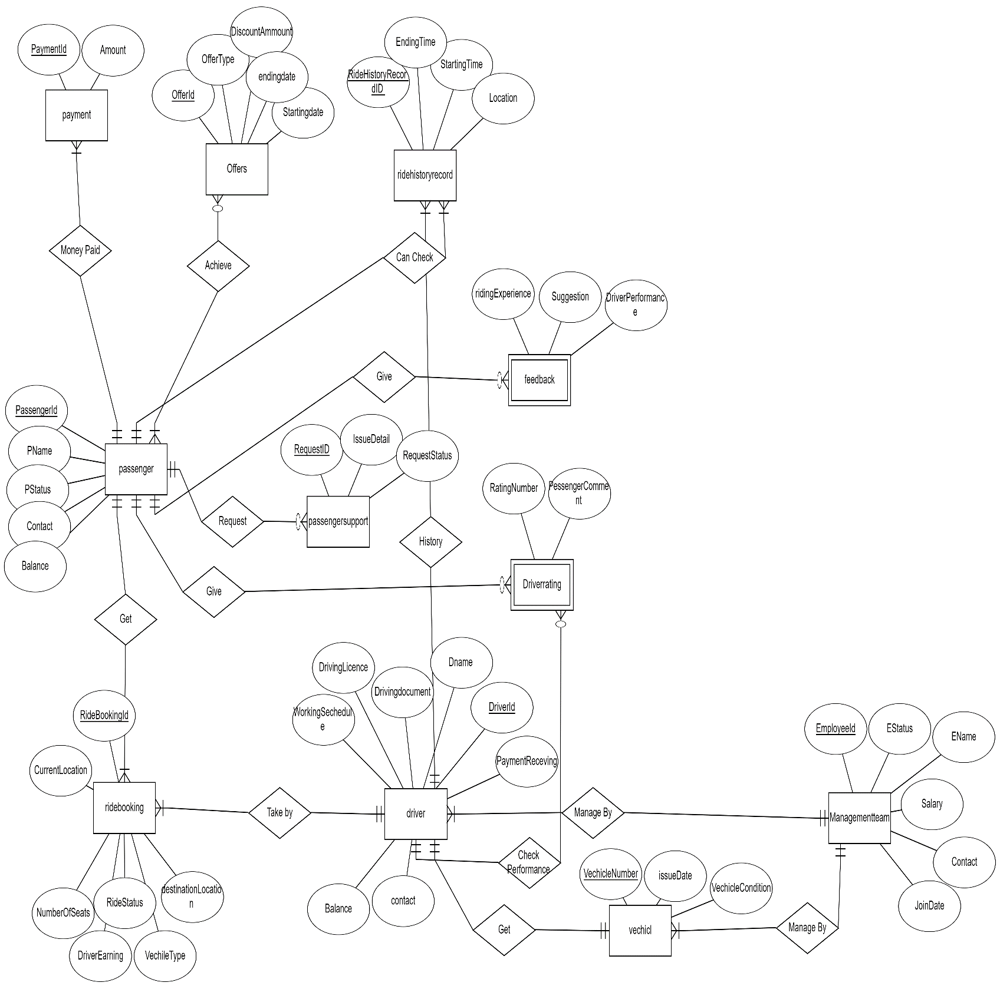 DiscountAmmount
EndingTime
PaymentId
Amount
OfferType
StartingTime
endingdate
RideHistoryRecor
dID
OfferId
Location
Startingdate
payment
Offers
ridehistoryrecord
Money Paid
Can Check
Achieve
ridingExperience
Suggestion
DriverPerformanc
e
Give
feedback
PassengerId
IssueDetail
RequestID
PName
RequestStatus
passenger
PStatus
RatingNumber
PessengerComme
nt
Request
passengersupport
Contact
History
Balance
Driverrating
Give
Get
DrivingLicence
Dname
Drivingdocument
DriverId
RideBookingId
WorkingSechedul
e
EmployeeId
EStatus
EName
PaymentReceving
CurrentLocation
Salary
ridebooking
Take by
driver
Manage By
Managementteam
Check
Performance
Contact
VechicleNumber
issueDate
VechicleCondition
destinationLocatio
n
RideStatus
contact
JoinDate
NumberOfSeats
Balance
Get
vechicl
Manage By
DriverEarning
VechileType